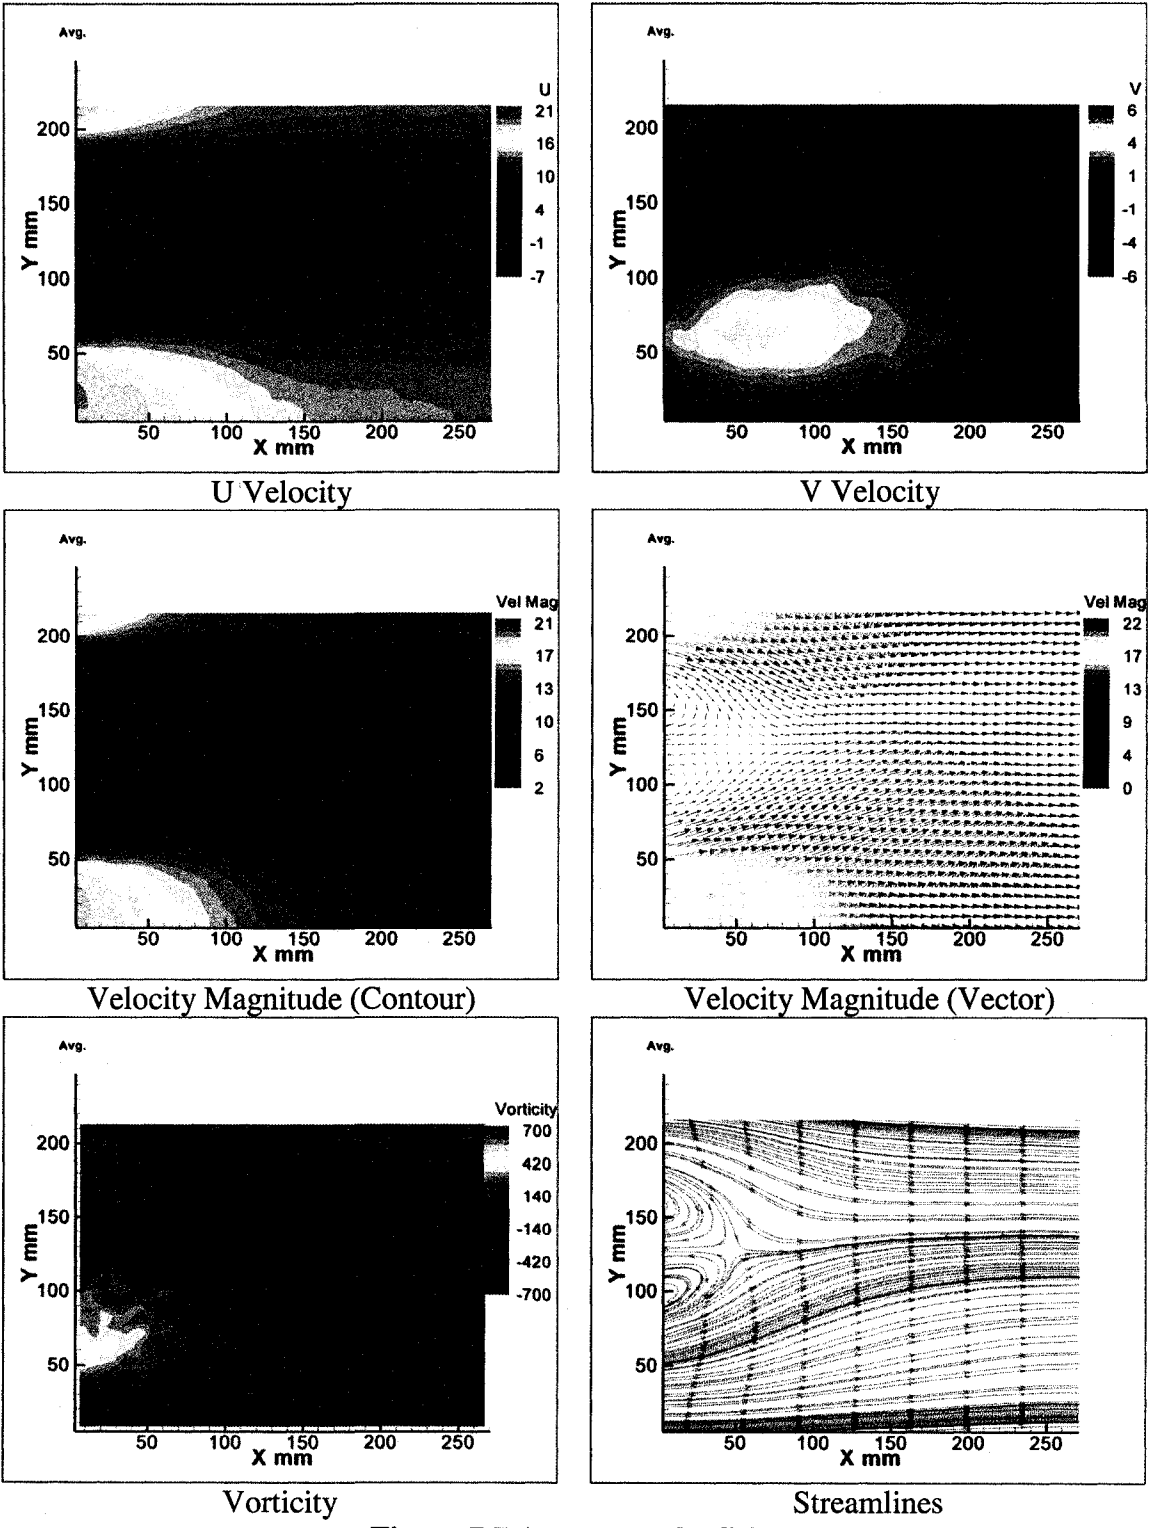 Avg.
U
21
16
10
4
-1
-7
200
150
100
50
Y mm
50 100 150 200 250
X mm
U Velocity
Avg.
V
6
4
1
-1
-4
-6
200
150
100
50
Y mm
50 100 150 200 250
X mm
V Velocity
Avg.
Vel Mag
21
17
13
10
6
2
200
150
100
50
Y mm
50 100 150 200 250
X mm
Velocity Magnitude (Contour)
Avg.
Vel Mag
22
17
13
9
4
0
200
150
100
50
Y mm
50 100 150 200 250
X mm
Velocity Magnitude (Vector)
Avg.
Vorticity
700
420
140
-140
-420
-700
200
150
100
50
Y mm
50 100 150 200 250
X mm
Vorticity
Avg.
200
150
100
50
Y mm
50 100 150 200 250
X mm
Streamlines